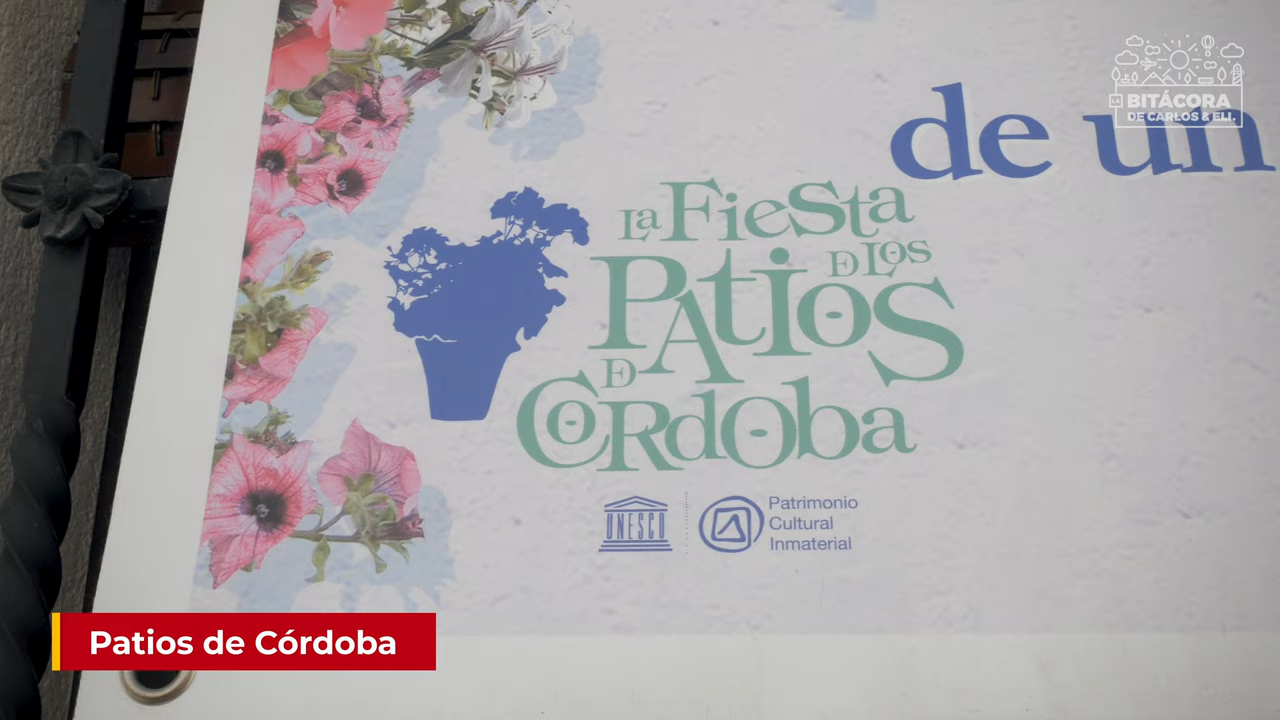 LA
BITÁCORA
DE CARLOS & ELI.
de un
La Fiesta
D LOS
PAtioS
DE
CÓRdoba
UNESCO
Patrimonio
Cultural
Inmaterial
Patios de Córdoba